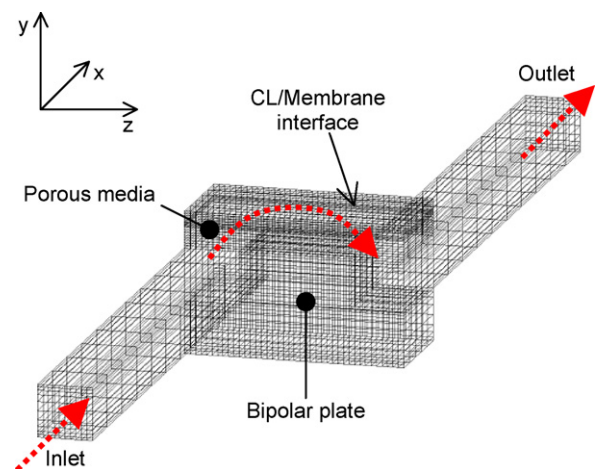 y
x
z
Outlet
CL/Membrane
interface
Porous media
Bipolar plate
Inlet